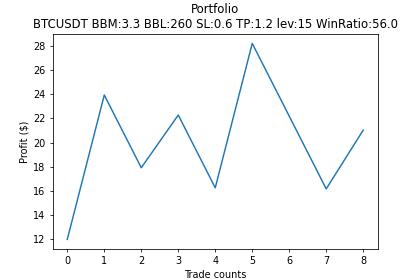 Portfolio
BTCUSDT BBM:3.3 BBL:260 SL:0.6 TP:1.2 lev:15 WinRatio:56.0
Profit ($)
28
26
24
22
20
18
16
14
12
0 1 2 3 4 5 6 7 8
Trade counts